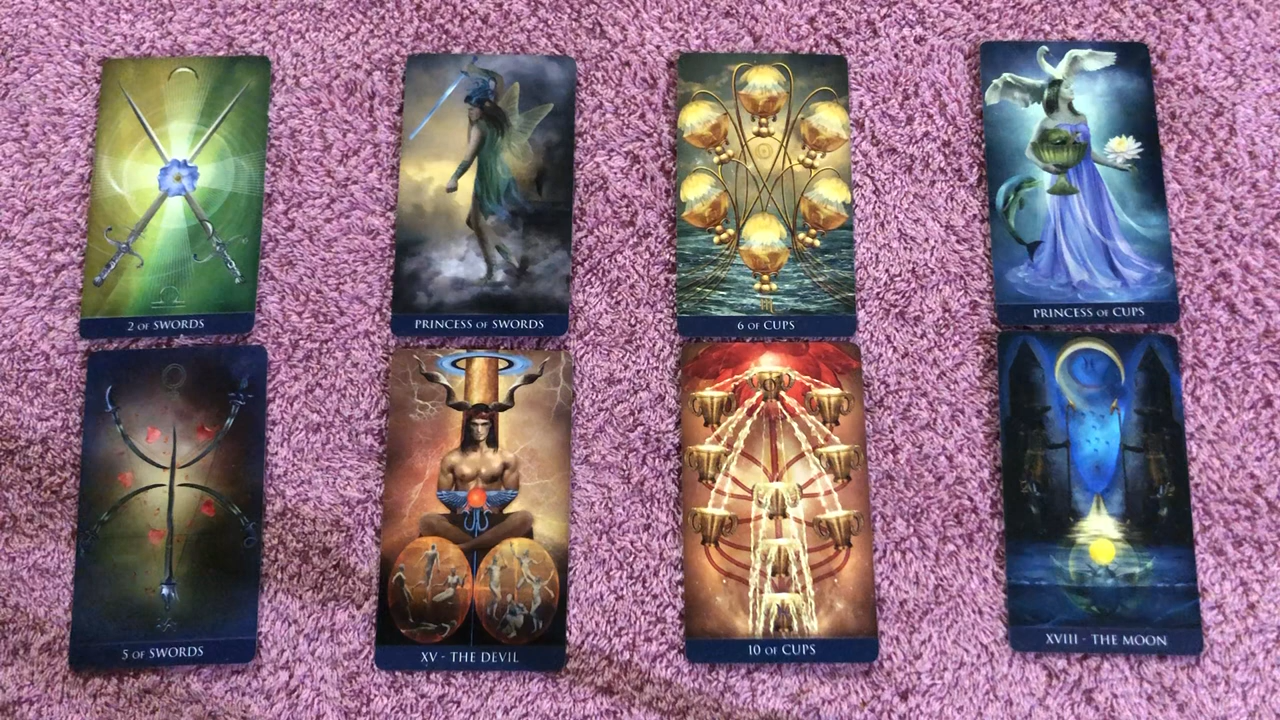 2 OF SWORDS
PRINCESS OF SWORDS
6 OF CUPS
PRINCESS OF CUPS
5 OF SWORDS
XV - THE DEVIL
10 OF CUPS
XVIII - THE MOON